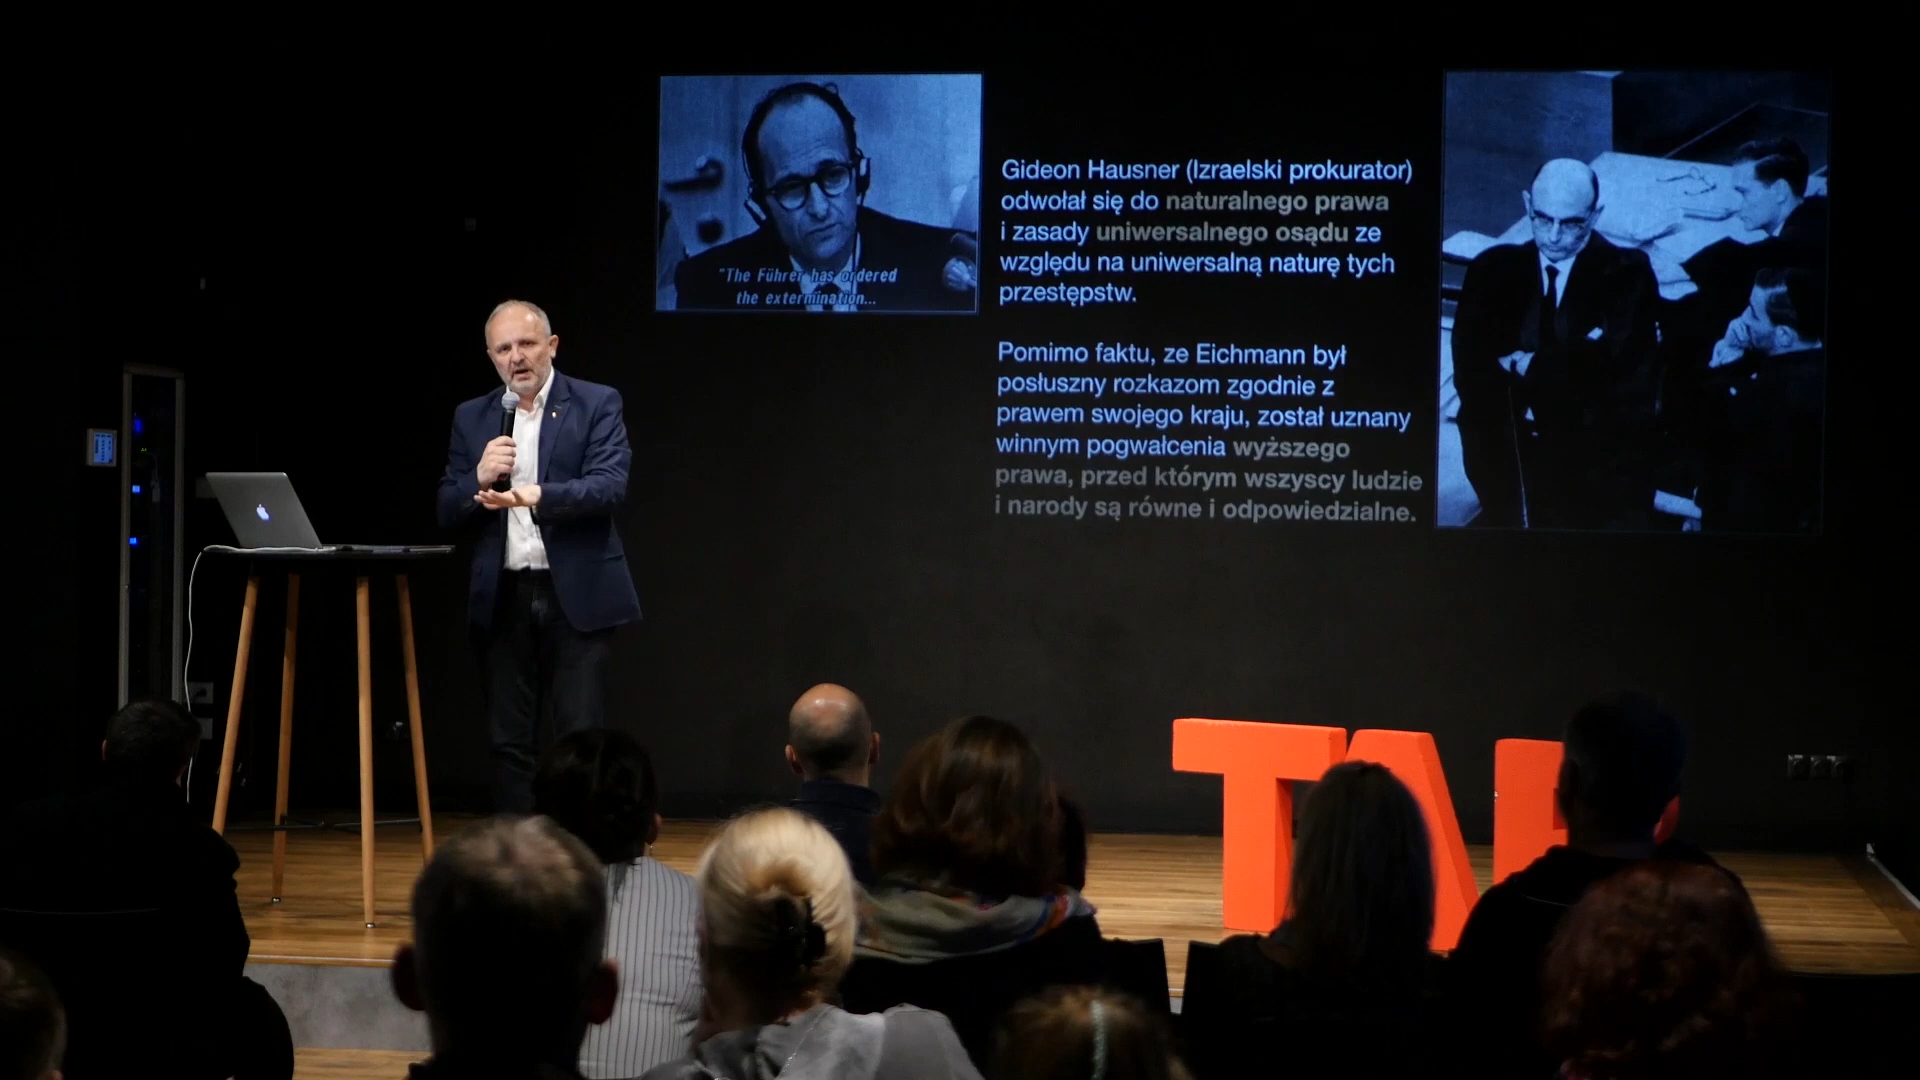 "The Führer has ordered
the extermination...
Gideon Hausner (Izraelski prokurator)
odwołał się do naturalnego prawa
i zasady uniwersalnego osądu ze
względu na uniwersalną naturę tych
przestępstw.
Pomimo faktu, ze Eichmann był
posłuszny rozkazom zgodnie z
prawem swojego kraju, został uznany
winnym pogwałcenia wyższego
prawa, przed którym wszyscy ludzie
i narody są równe i odpowiedzialne.